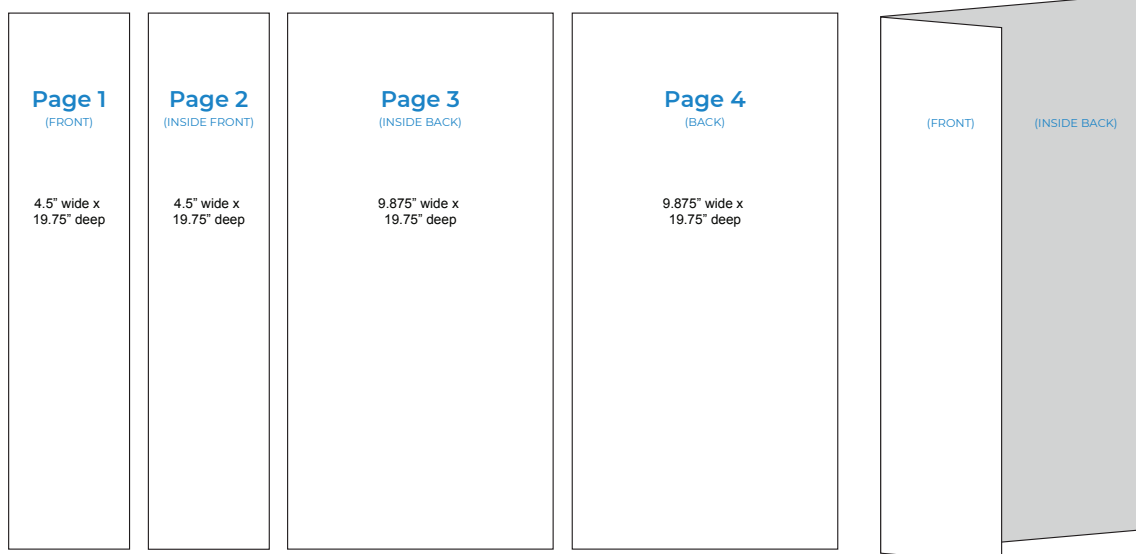 Page 1
(FRONT)
4.5” wide x
19.75” deep
Page 2
(INSIDE FRONT)
4.5” wide x
19.75” deep
Page 3
(INSIDE BACK)
9.875” wide x
19.75” deep
Page 4
(BACK)
9.875” wide x
19.75” deep
(FRONT)
(INSIDE BACK)